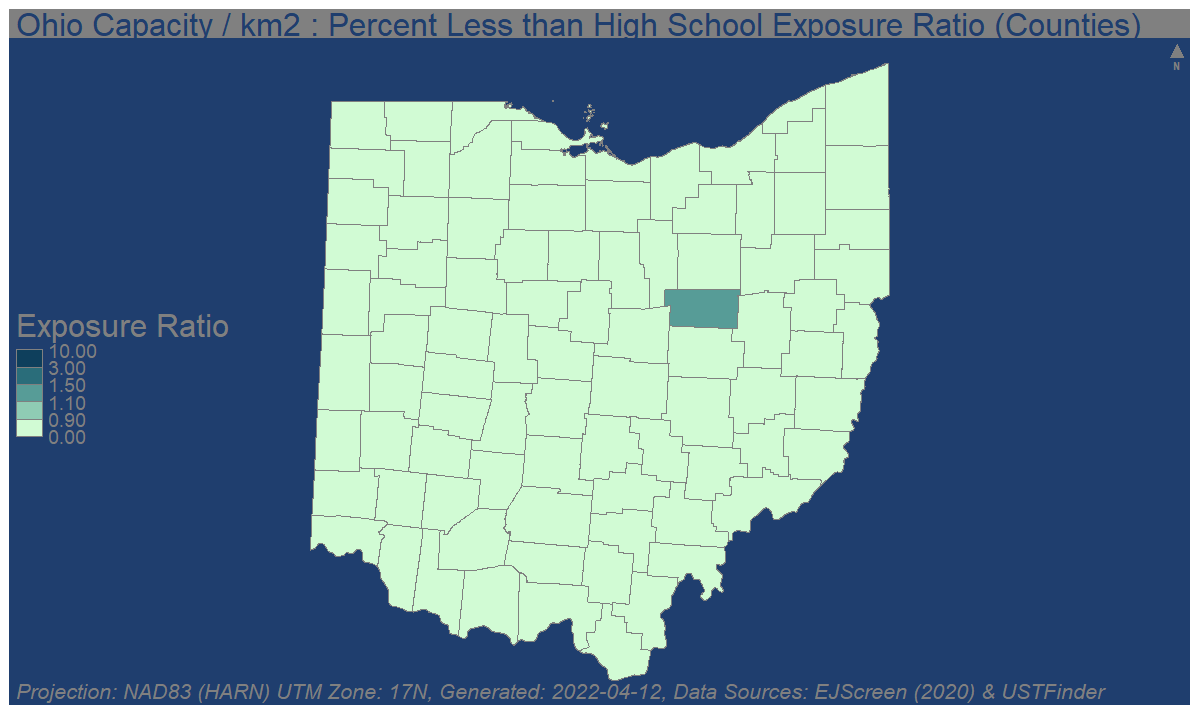 Ohio Capacity / km2 : Percent Less than High School Exposure Ratio (Counties)
N
Exposure Ratio
10.00
3.00
1.50
1.10
0.90
0.00
Projection: NAD83 (HARN) UTM Zone: 17N, Generated: 2022-04-12, Data Sources: EJScreen (2020) & USTFinder